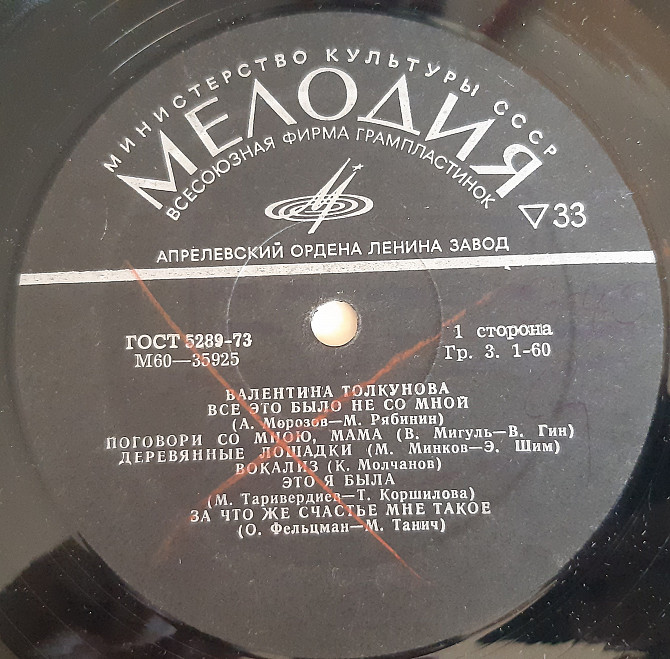 МИНИСТЕРСТВО КУЛЬТУРЫ СССР
МЕЛОДИЯ
ВСЕСОЮЗНАЯ ФИРМА ГРАМПЛАСТИНОК
33
АПРЕЛЕВСКИЙ ОРДЕНА ЛЕНИНА ЗАВОД
ГОСТ 5289-73
М60—35925
1 сторона
Гр. 3. 1-60
ВАЛЕНТИНА ТОЛКУНОВА
ВСЕ ЭТО БЫЛО НЕ СО МНОЙ
(А. Морозов—М. Рябинин)
ПОГОВОРИ СО МНОЮ, МАМА (В. Мигуль—В. Гин)
ДЕРЕВЯННЫЕ ЛОШАДКИ (М. Минков—Э. Шим)
ВОКАЛИЗ (К. Молчанов)
ЭТО Я БЫЛА
(М. Таривердиев—Т. Коршилова)
ЗА ЧТО ЖЕ СЧАСТЬЕ МНЕ ТАКОЕ
(О. Фельцман—М. Танич)